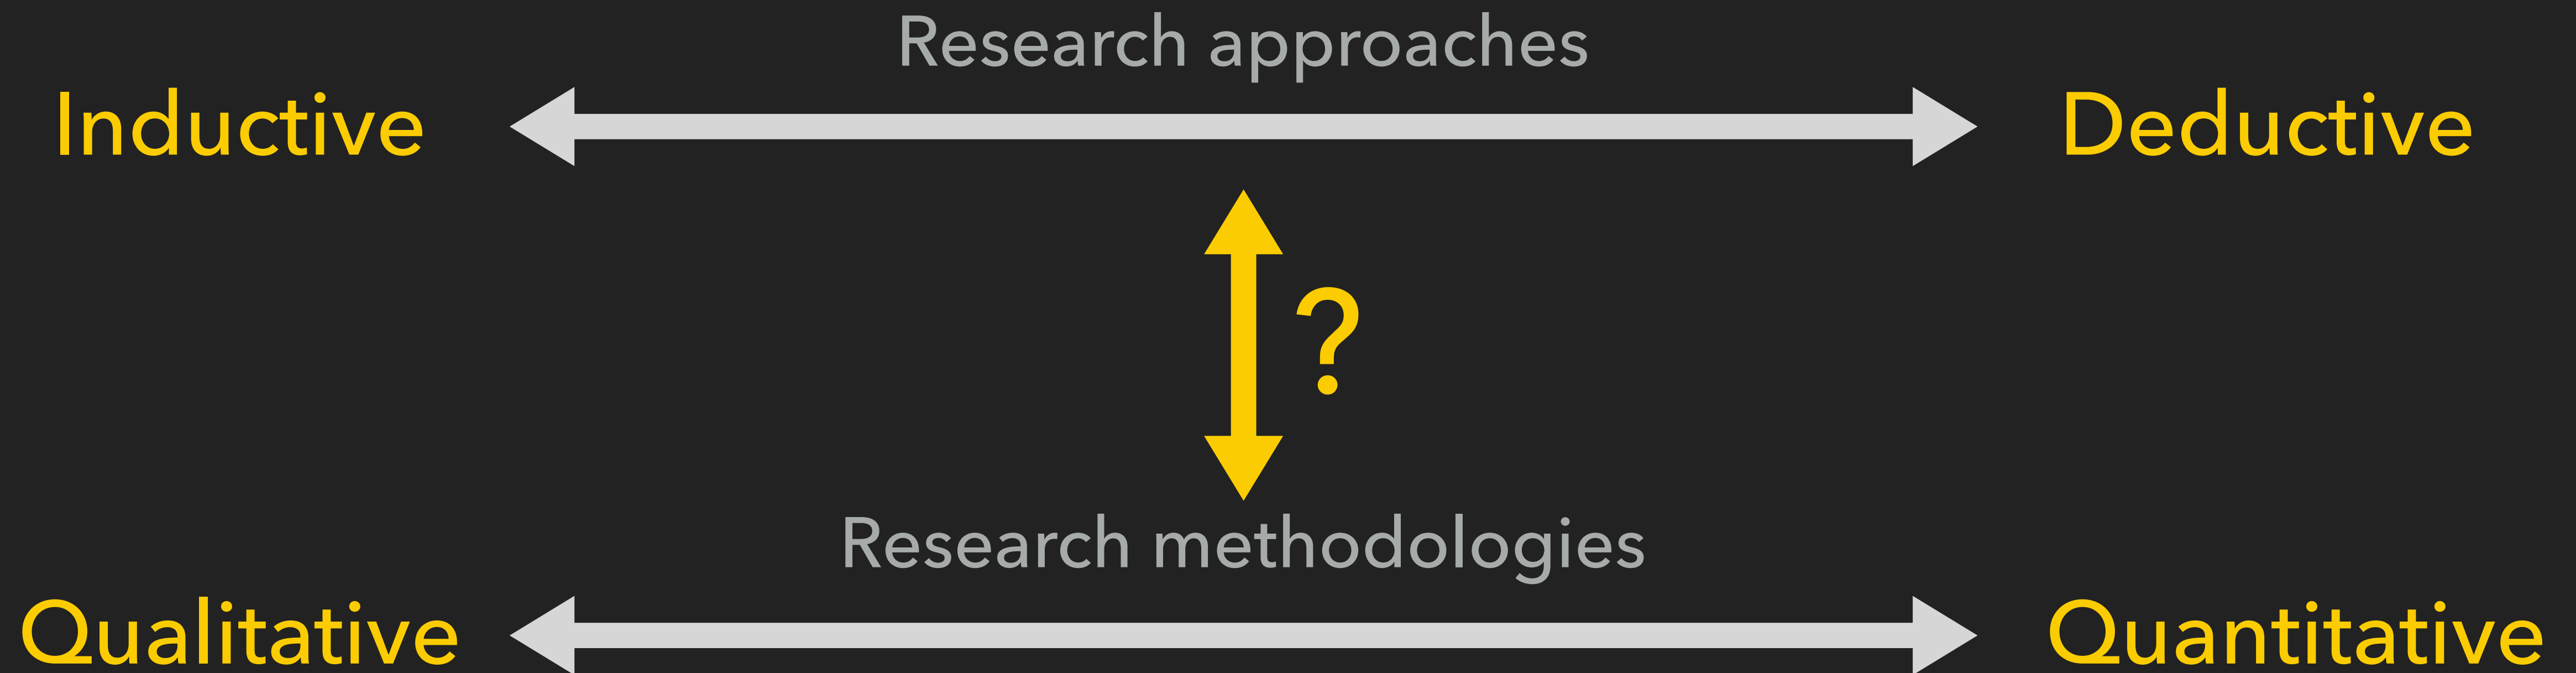 Research approaches
Inductive Deductive
?
Research methodologies
Qualitative Quantitative